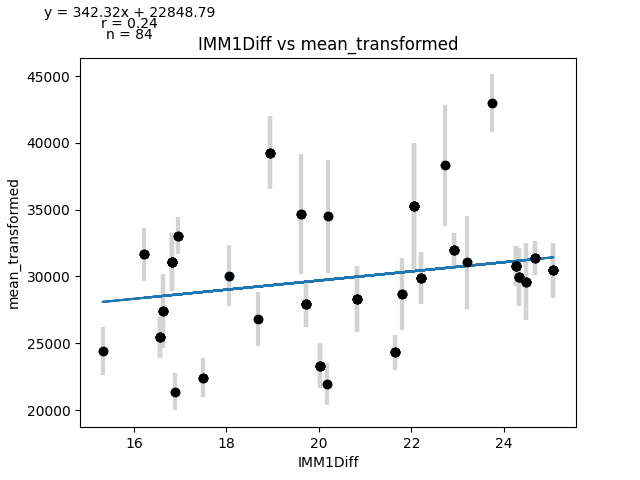 y = 342.32x + 22848.79
r = 0.24
n = 84
IMM1Diff vs mean_transformed
45000
40000
35000
30000
25000
20000
mean_transformed
16 18 20 22 24
IMM1Diff